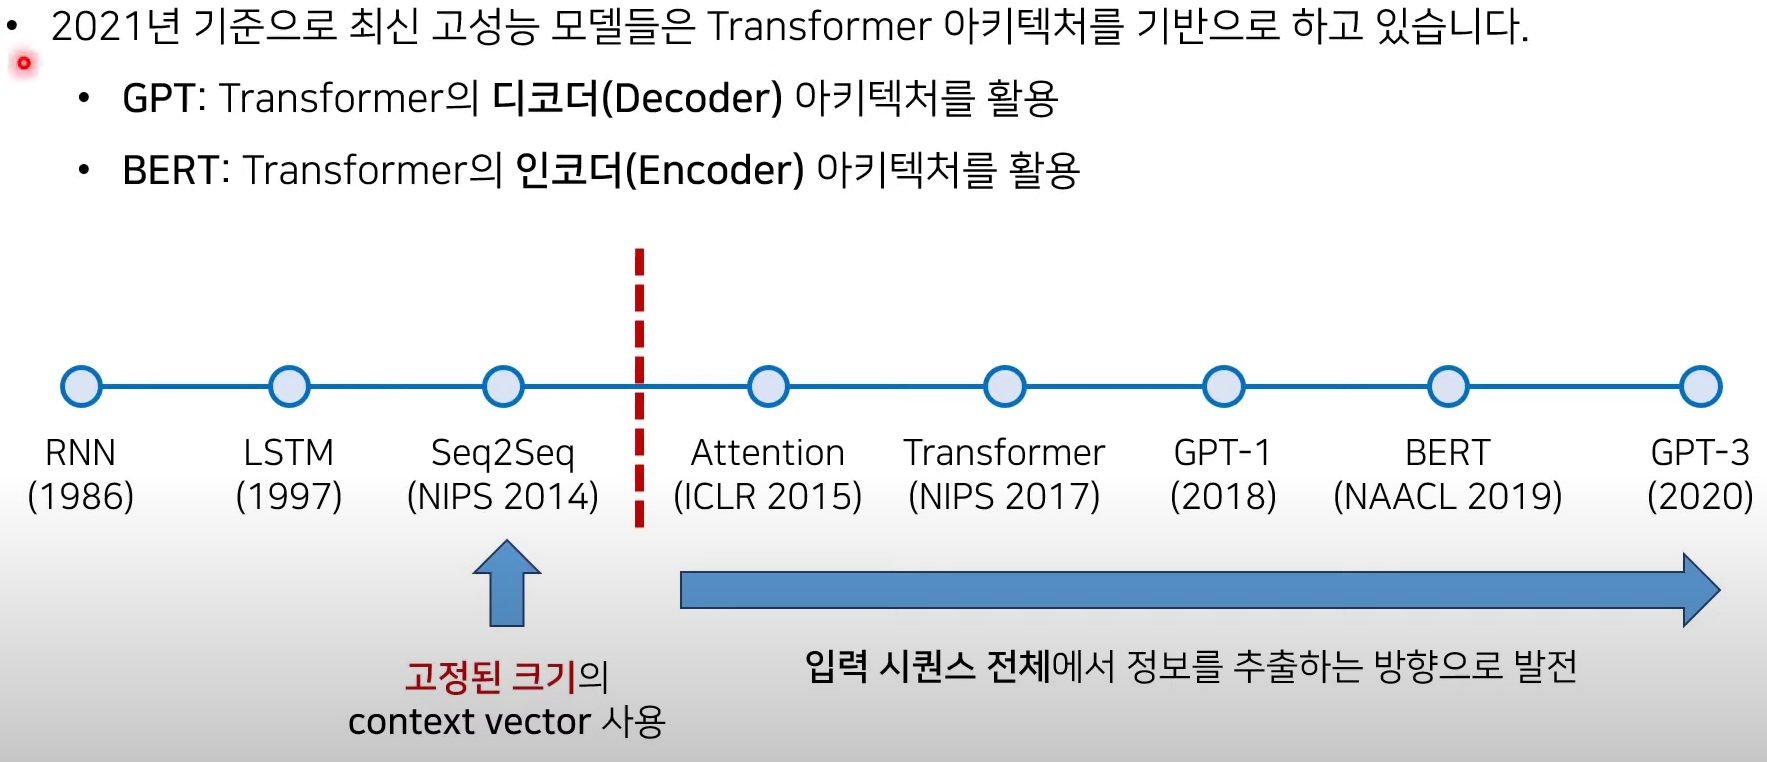 • 2021년 기준으로 최신 고성능 모델들은 Transformer 아키텍처를 기반으로 하고 있습니다.
• GPT: Transformer의 디코더(Decoder) 아키텍처를 활용
• BERT: Transformer의 인코더(Encoder) 아키텍처를 활용
RNN
(1986)
LSTM
(1997)
Seq2Seq
(NIPS 2014)
Attention
(ICLR 2015)
Transformer
(NIPS 2017)
GPT-1
(2018)
BERT
(NAACL 2019)
GPT-3
(2020)
고정된 크기의
context vector 사용
입력 시퀀스 전체에서 정보를 추출하는 방향으로 발전